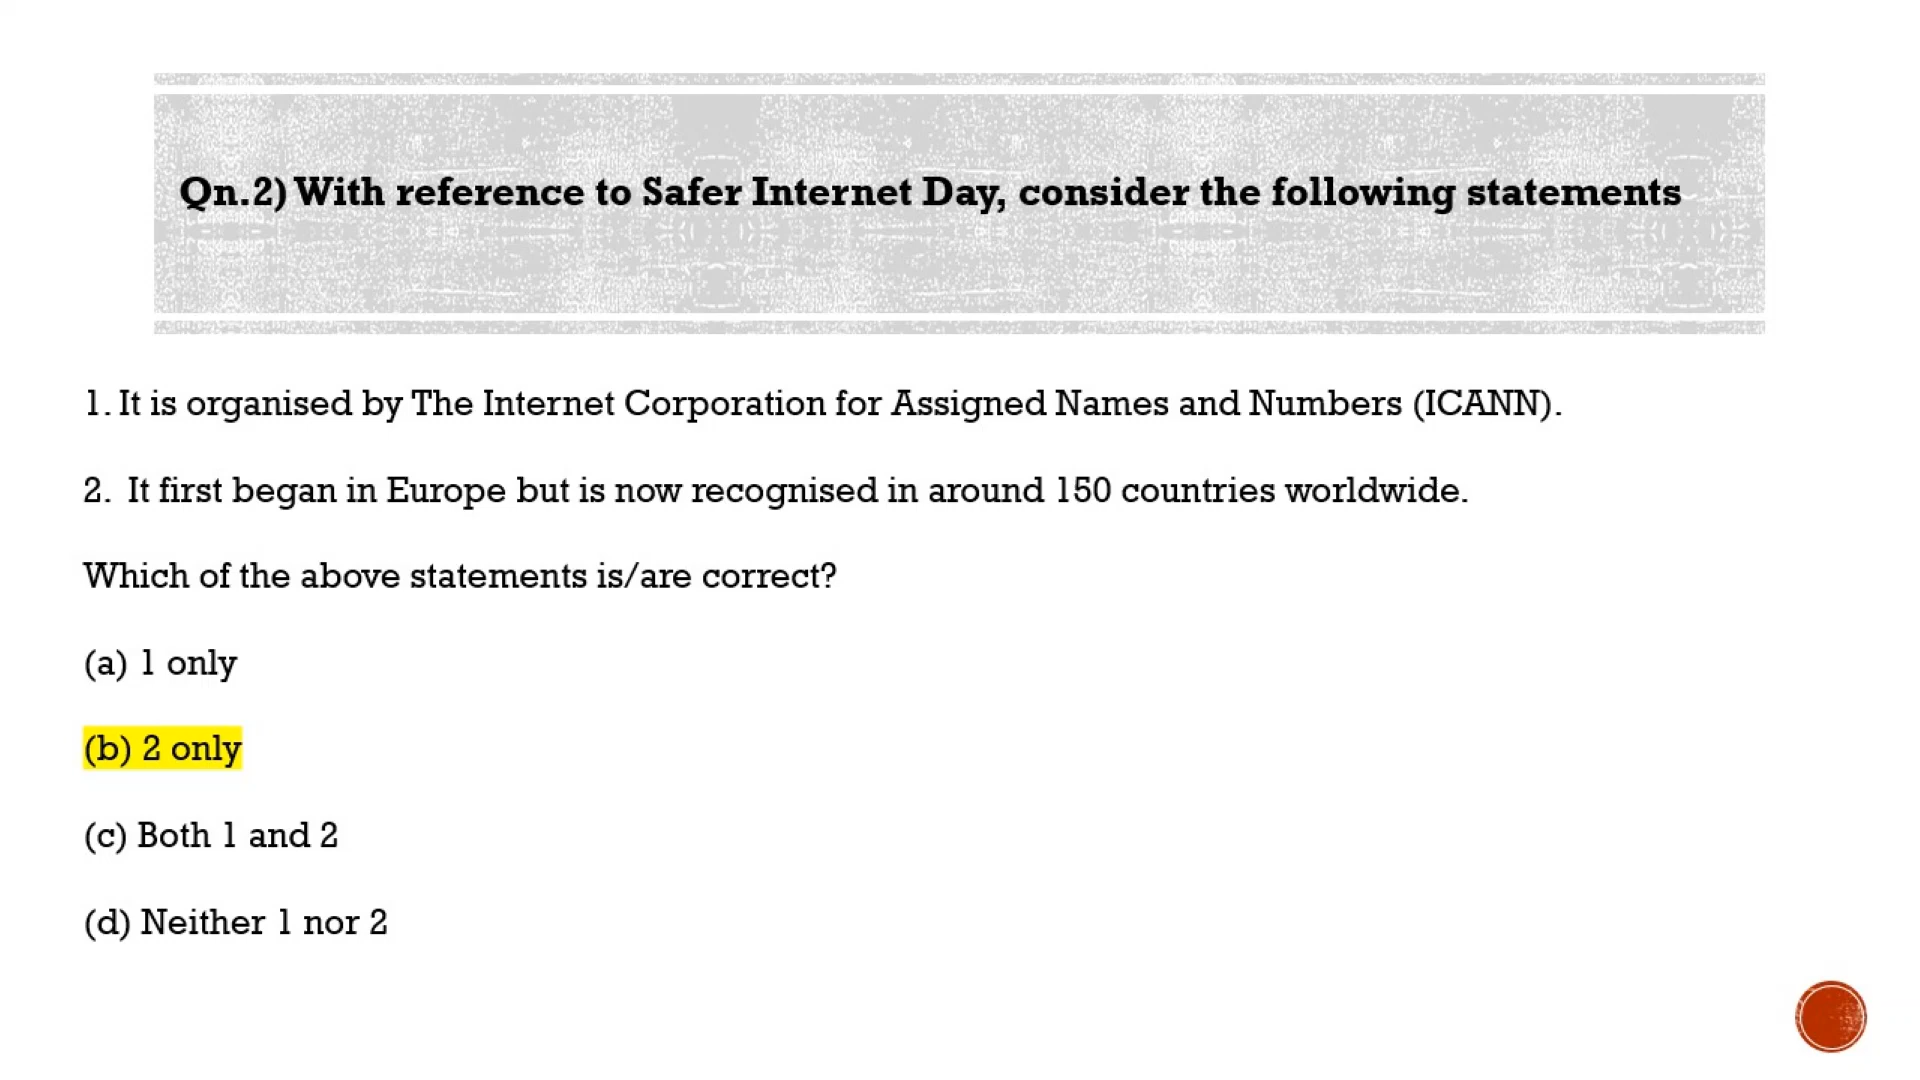 Qn.2) With reference to Safer Internet Day, consider the following statements
1. It is organised by The Internet Corporation for Assigned Names and Numbers (ICANN).
2. It first began in Europe but is now recognised in around 150 countries worldwide.
Which of the above statements is/are correct?
(a) 1 only
(b) 2 only
(c) Both 1 and 2
(d) Neither 1 nor 2